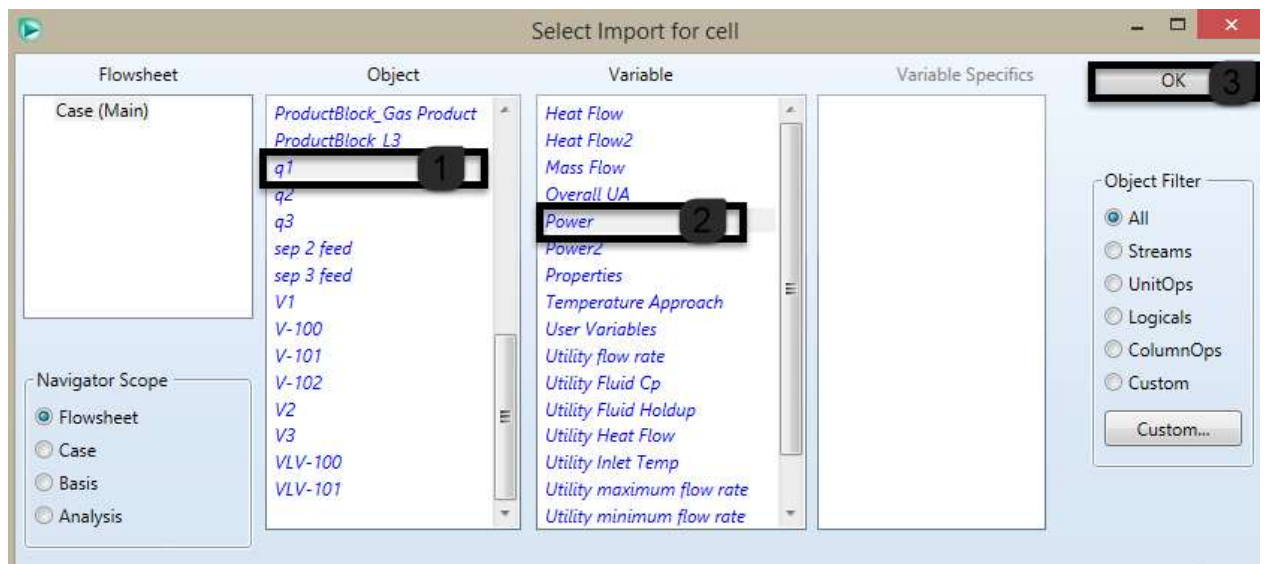 Select Import for cell
Flowsheet
Object
Variable
Variable Specifics
OK
3
Case (Main)
ProductBlock_Gas Product
ProductBlock_L3
q1
1
q2
q3
sep 2 feed
sep 3 feed
V1
V-100
V-101
V-102
V2
V3
VLV-100
VLV-101
Heat Flow
Heat Flow2
Mass Flow
Overall UA
Power
2
Power2
Properties
Temperature Approach
User Variables
Utility flow rate
Utility Fluid Cp
Utility Fluid Holdup
Utility Heat Flow
Utility Inlet Temp
Utility maximum flow rate
Utility minimum flow rate
Navigator Scope
Flowsheet
Case
Basis
Analysis
Object Filter
All
Streams
UnitOps
Logicals
ColumnOps
Custom
Custom...